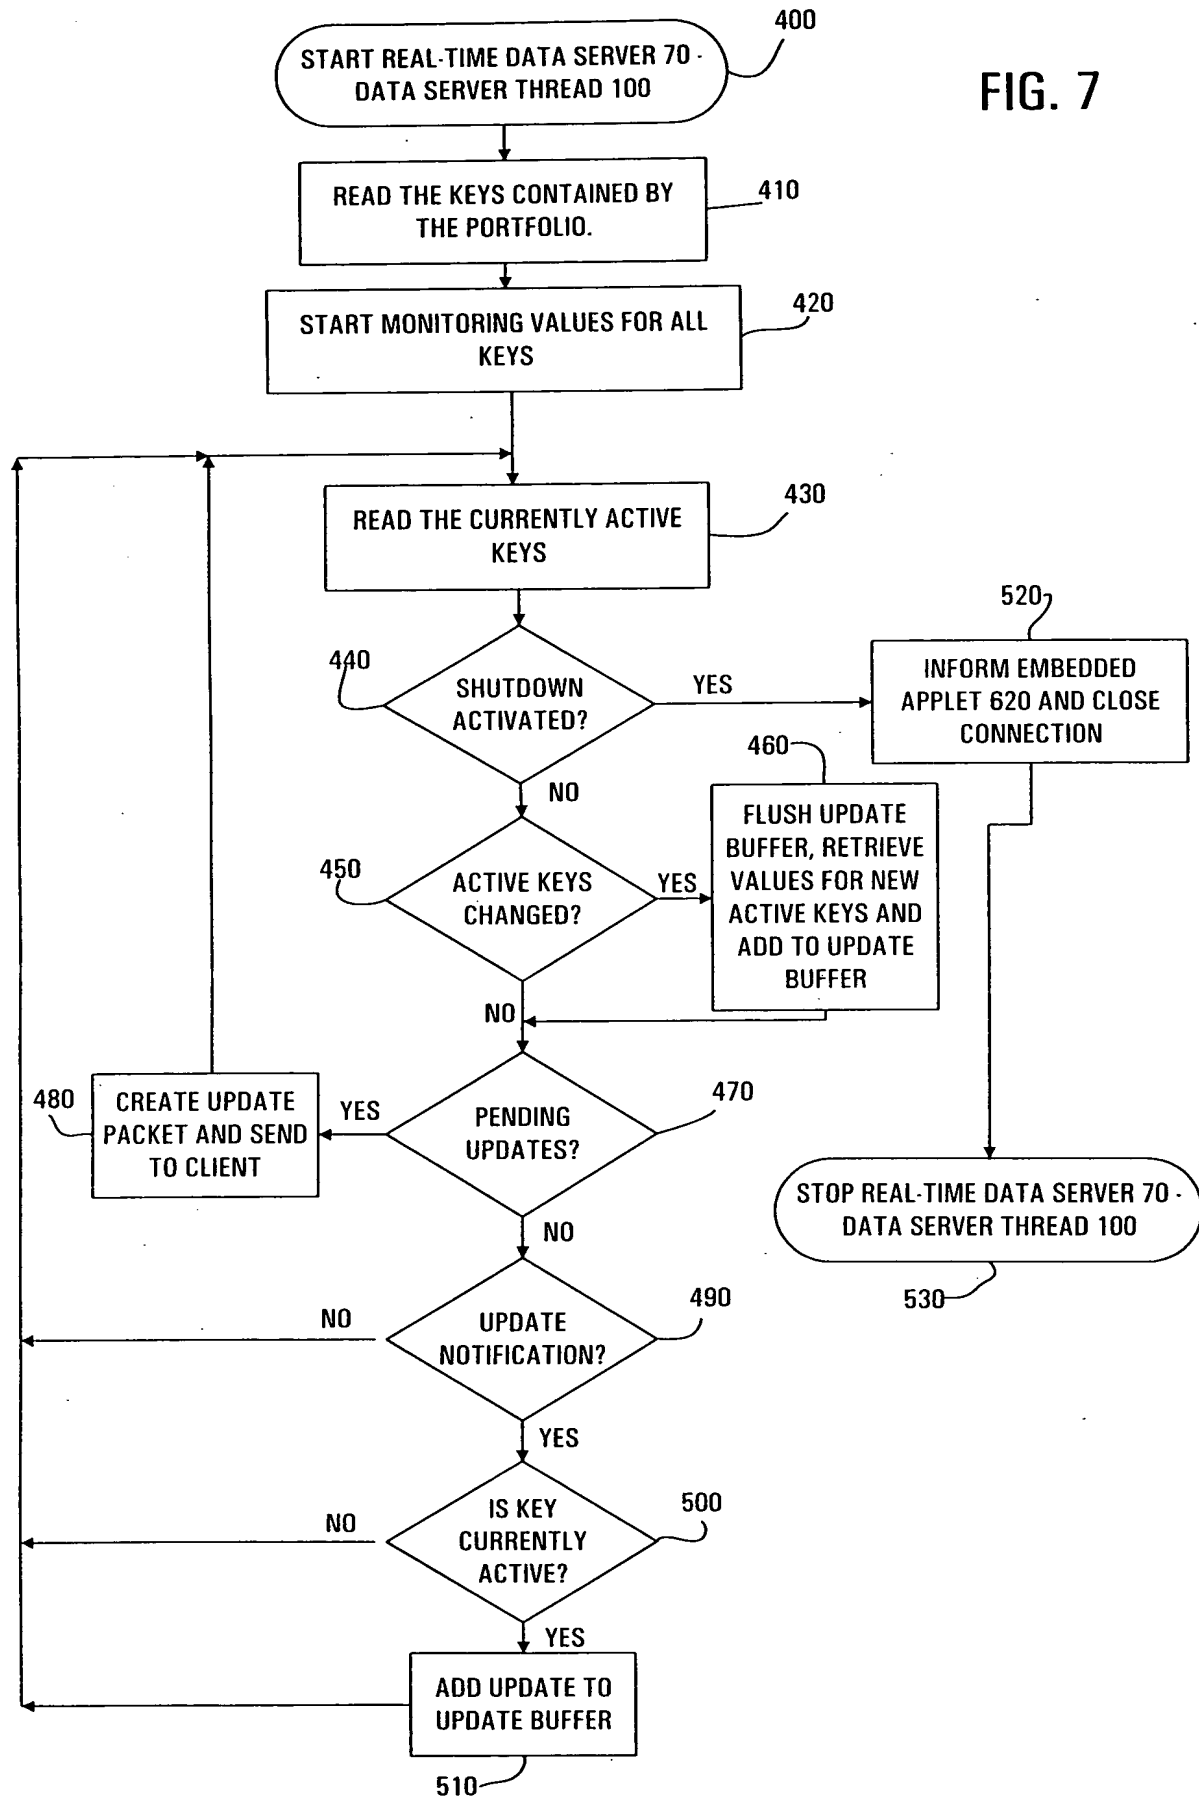 400
START REAL-TIME DATA SERVER 70 -
DATA SERVER THREAD 100
FIG. 7
READ THE KEYS CONTAINED BY
THE PORTFOLIO.
410
START MONITORING VALUES FOR ALL
KEYS
420
READ THE CURRENTLY ACTIVE
KEYS
430
440
SHUTDOWN
ACTIVATED?
YES
NO
520
INFORM EMBEDDED
APPLET 620 AND CLOSE
CONNECTION
450
ACTIVE KEYS
CHANGED?
YES
NO
460
FLUSH UPDATE
BUFFER, RETRIEVE
VALUES FOR NEW
ACTIVE KEYS AND
ADD TO UPDATE
BUFFER
470
PENDING
UPDATES?
YES
NO
480
CREATE UPDATE
PACKET AND SEND
TO CLIENT
STOP REAL-TIME DATA SERVER 70 -
DATA SERVER THREAD 100
530
490
UPDATE
NOTIFICATION?
NO
YES
500
IS KEY
CURRENTLY
ACTIVE?
NO
YES
ADD UPDATE TO
UPDATE BUFFER
510